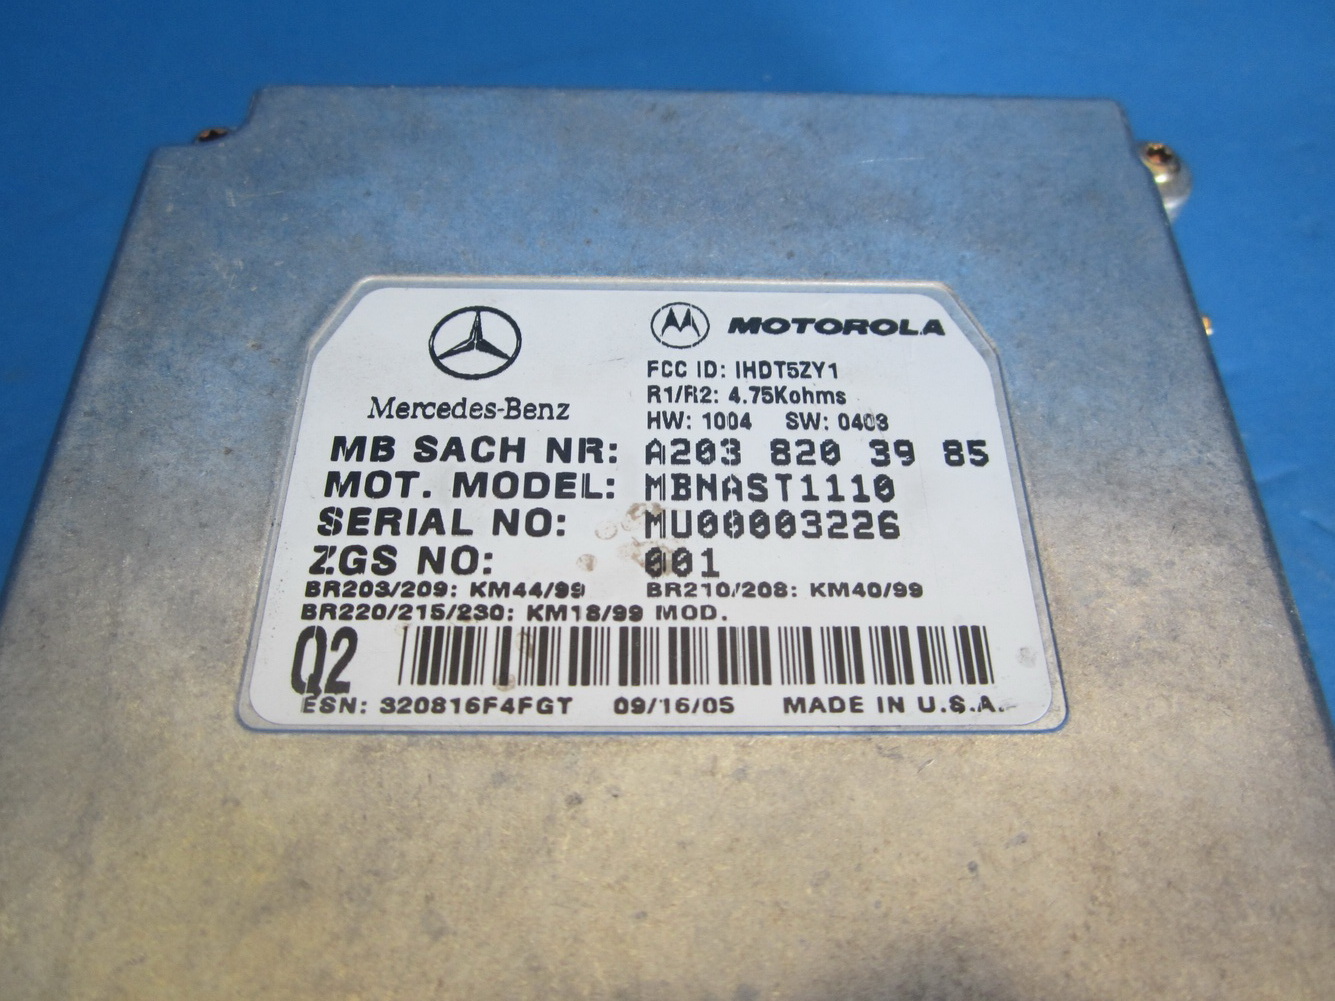 Mercedes-Benz
MOTOROLA
FCC ID: IHDT5ZY1
R1/R2: 4.75Kohms
HW: 1004 SW: 0403
MB SACH NR: A203 820 39 85
MOT. MODEL: MBNAST1110
SERIAL NO: MU00003226
ZGS NO: 001
BR203/209: KM44/99 BR210/208: KM40/99
BR220/215/230: KM18/99 MOD.
Q2
ESN: 320816F4FGT 09/16/05 MADE IN U.S.A.